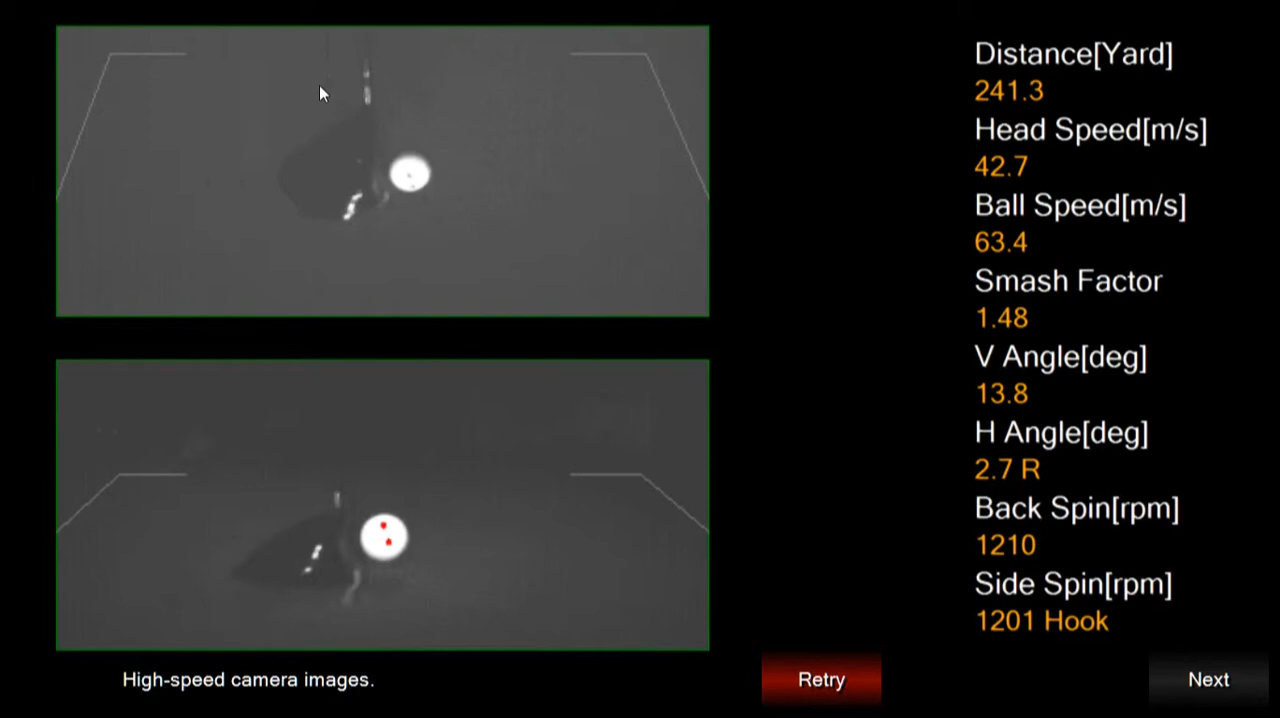 Distance[Yard]
241.3
Head Speed[m/s]
42.7
Ball Speed[m/s]
63.4
Smash Factor
1.48
V Angle[deg]
13.8
H Angle[deg]
2.7 R
Back Spin[rpm]
1210
Side Spin[rpm]
1201 Hook
High-speed camera images.
Retry
Next